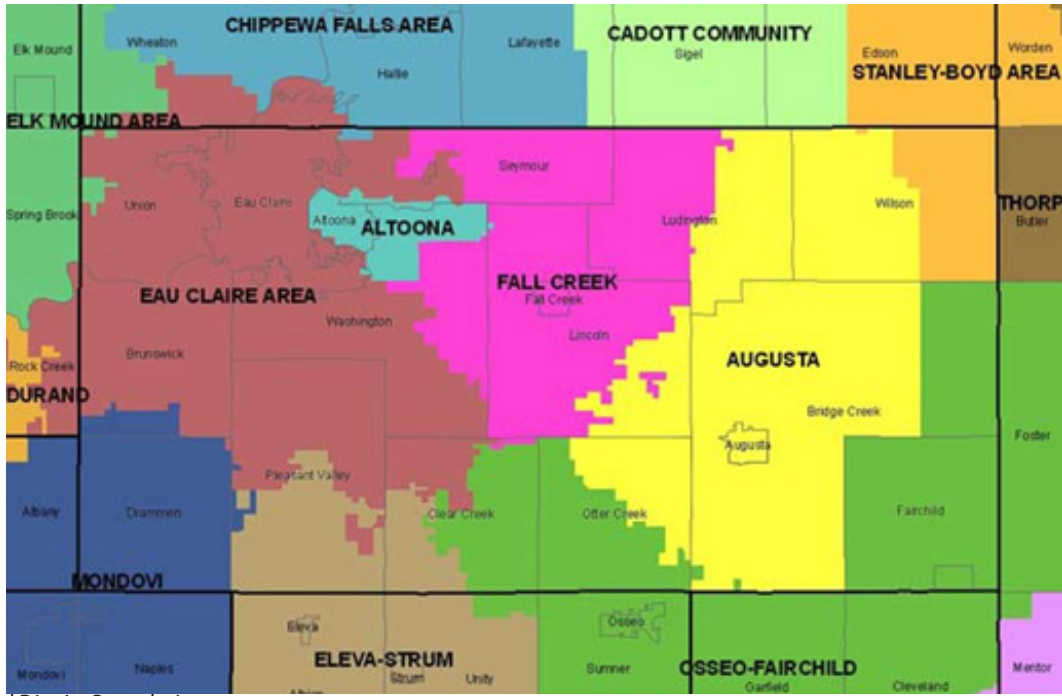 CHIPPEWA FALLS AREA
CADOTT COMMUNITY
Elk Mound
Wheaton
Lafayette
Sigel
Edson
Worden
Hallie
STANLEY-BOYD AREA
ELK MOUND AREA
Seymour
Spring Brook
Union
Eau Claire
Altoona
ALTOONA
Ludington
Wilson
THORP
Butler
EAU CLAIRE AREA
FALL CREEK
Fall Creek
Washington
Lincoln
Brunswick
AUGUSTA
Rock Creek
DURAND
Bridge Creek
Augusta
Foster
Pleasant Valley
Albany
Drammen
Clear Creek
Otter Creek
Fairchild
MONDOVI
Eleva
Osseo
ELEVA-STRUM
OSSEO-FAIRCHILD
Mondovi
Naples
Strum
Unity
Sumner
Garfield
Cleveland
Mentor
Albion